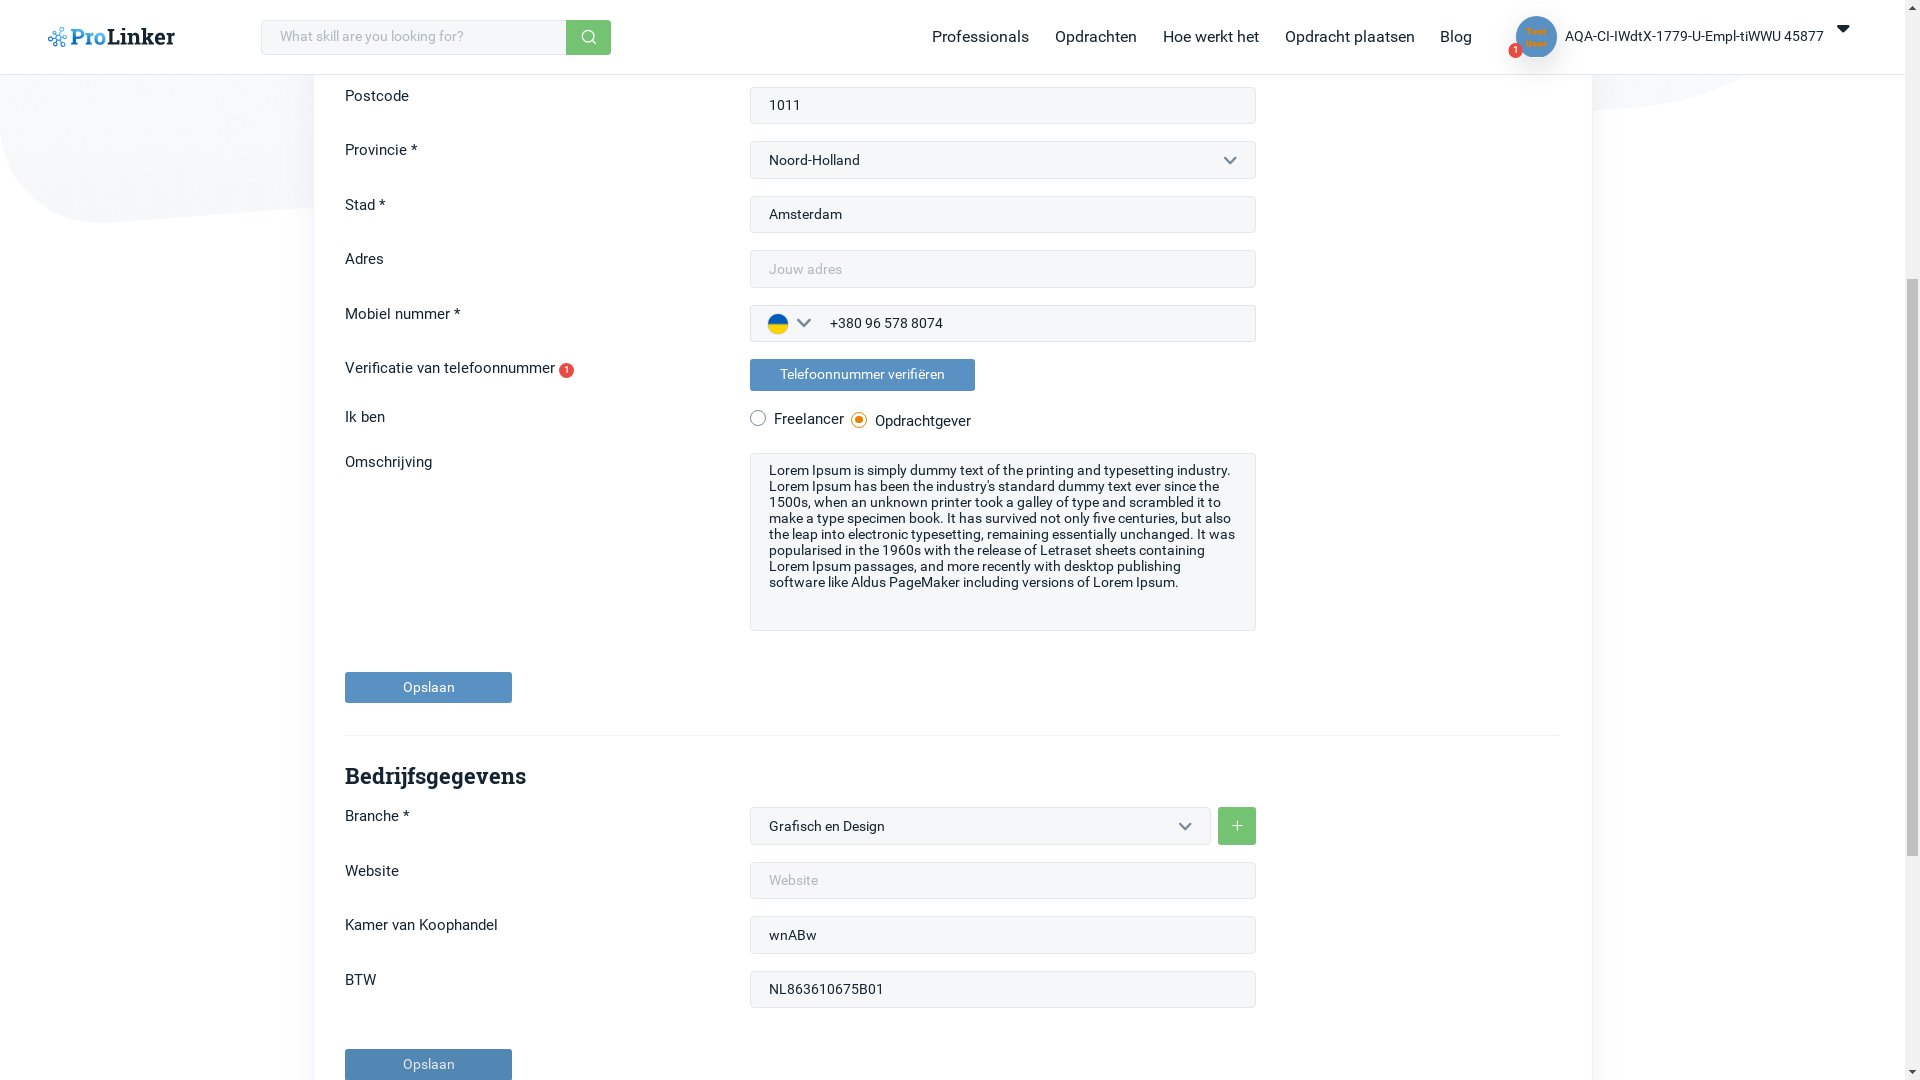 ProLinker
What skill are you looking for?
Professionals
Opdrachten
Hoe werkt het
Opdracht plaatsen
Blog
Test
User
1
AQA-CI-IWdtX-1779-U-Empl-tiWWU 45877
Postcode
1011
Provincie *
Noord-Holland
Stad *
Amsterdam
Adres
Jouw adres
Mobiel nummer *
+380 96 578 8074
Verificatie van telefoonnummer 1
Telefoonnummer verifiëren
Ik ben
Freelancer
Opdrachtgever
Omschrijving
Lorem Ipsum is simply dummy text of the printing and typesetting industry.
Lorem Ipsum has been the industry's standard dummy text ever since the
1500s, when an unknown printer took a galley of type and scrambled it to
make a type specimen book. It has survived not only five centuries, but also
the leap into electronic typesetting, remaining essentially unchanged. It was
popularised in the 1960s with the release of Letraset sheets containing
Lorem Ipsum passages, and more recently with desktop publishing
software like Aldus PageMaker including versions of Lorem Ipsum.
Opslaan
Bedrijfsgegevens
Branche *
Grafisch en Design
+
Website
Website
Kamer van Koophandel
wnABw
BTW
NL863610675B01
Opslaan